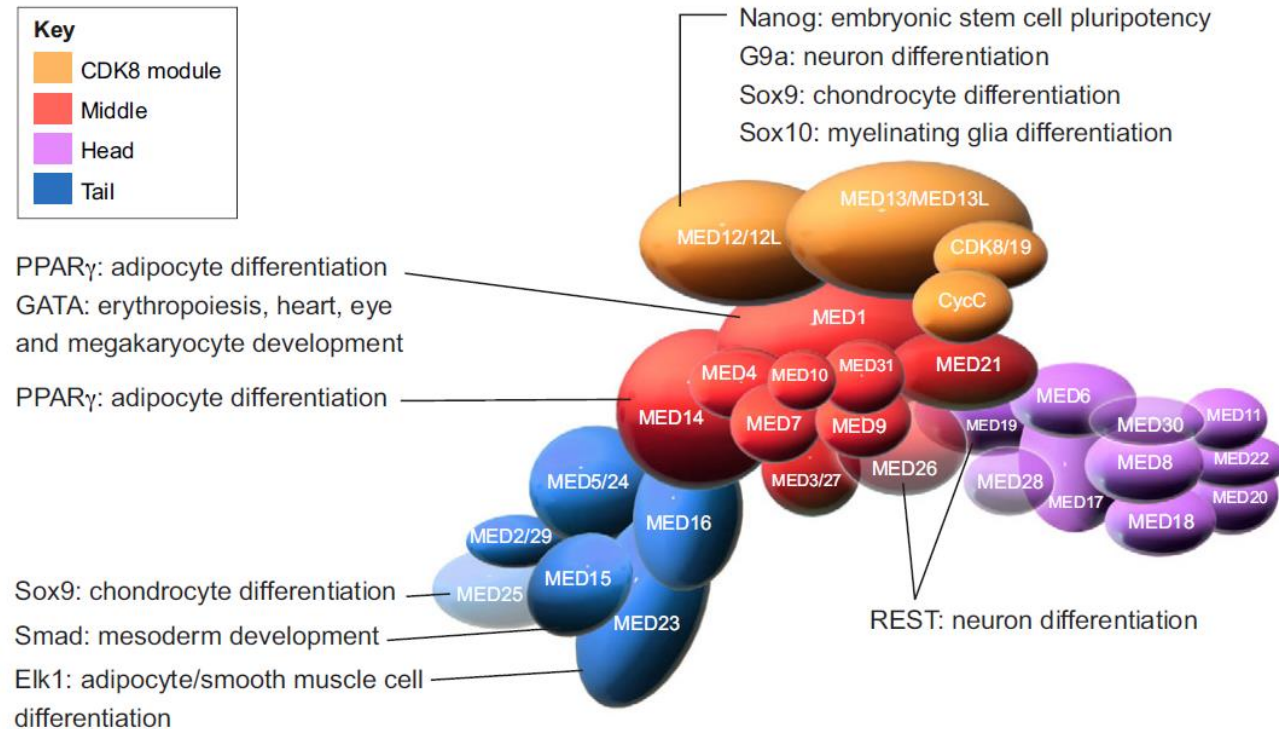 Key
CDK8 module
Middle
Head
Tail
Nanog: embryonic stem cell pluripotency
G9a: neuron differentiation
Sox9: chondrocyte differentiation
Sox10: myelinating glia differentiation
PPARγ: adipocyte differentiation
GATA: erythropoiesis, heart, eye
and megakaryocyte development
PPARγ: adipocyte differentiation
Sox9: chondrocyte differentiation
Smad: mesoderm development
Elk1: adipocyte/smooth muscle cell
differentiation
REST: neuron differentiation
MED12/12L
MED13/MED13L
CDK8/19
CycC
MED1
MED4
MED10
MED31
MED21
MED14
MED7
MED9
MED3/27
MED26
MED19
MED6
MED30
MED11
MED28
MED17
MED8
MED22
MED20
MED18
MED5/24
MED16
MED2/29
MED15
MED25
MED23